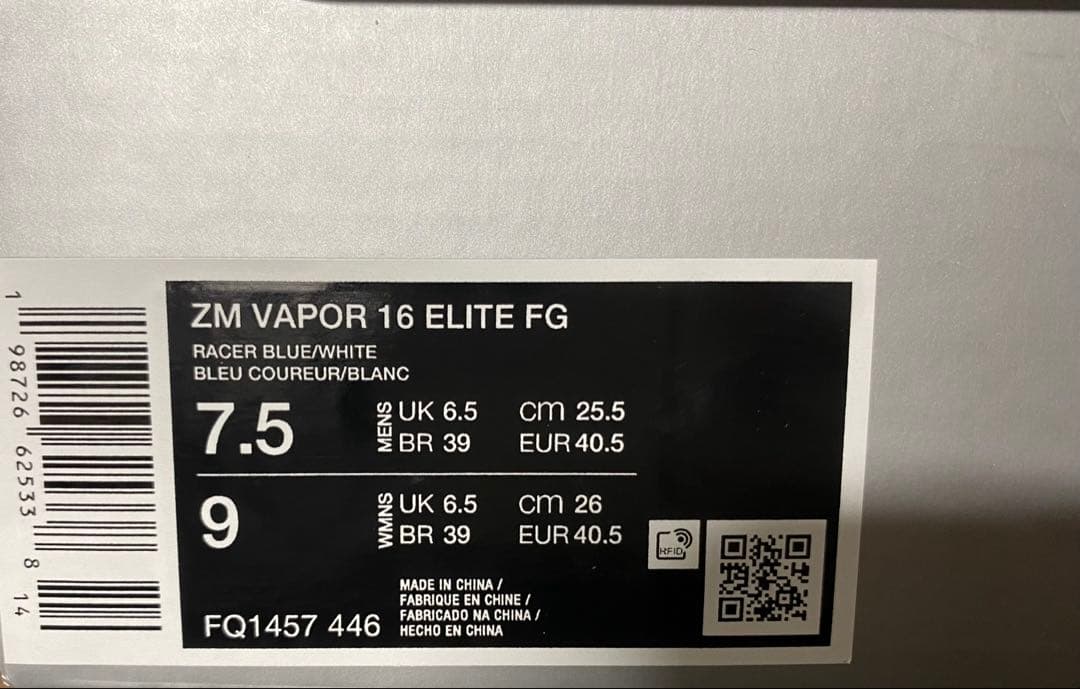 ZM VAPOR 16 ELITE FG
RACER BLUE/WHITE
BLEU COUREUR/BLANC
7.5
MENS
UK 6.5 cm 25.5
BR 39 EUR 40.5
9
WMNS
UK 6.5 cm 26
BR 39 EUR 40.5
RFID
MADE IN CHINA /
FABRIQUE EN CHINE /
FABRICADO NA CHINA /
HECHO EN CHINA
FQ1457 446
1 98726 62533 8 14